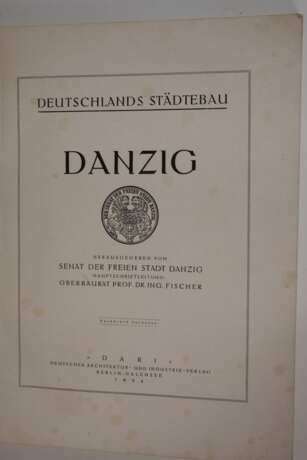 DEUTSCHLANDS STÄDTEBAU
DANZIG
HERAUSGEGEBEN VOM
SENAT DER FREIEN STADT DANZIG
HAUPTSCHRIFTLEITUNG:
OBERBAURAT PROF. DR. ING. FISCHER
»DARI«
DEUTSCHER ARCHITEKTUR- UND INDUSTRIE-VERLAG
BERLIN-HALENSEE